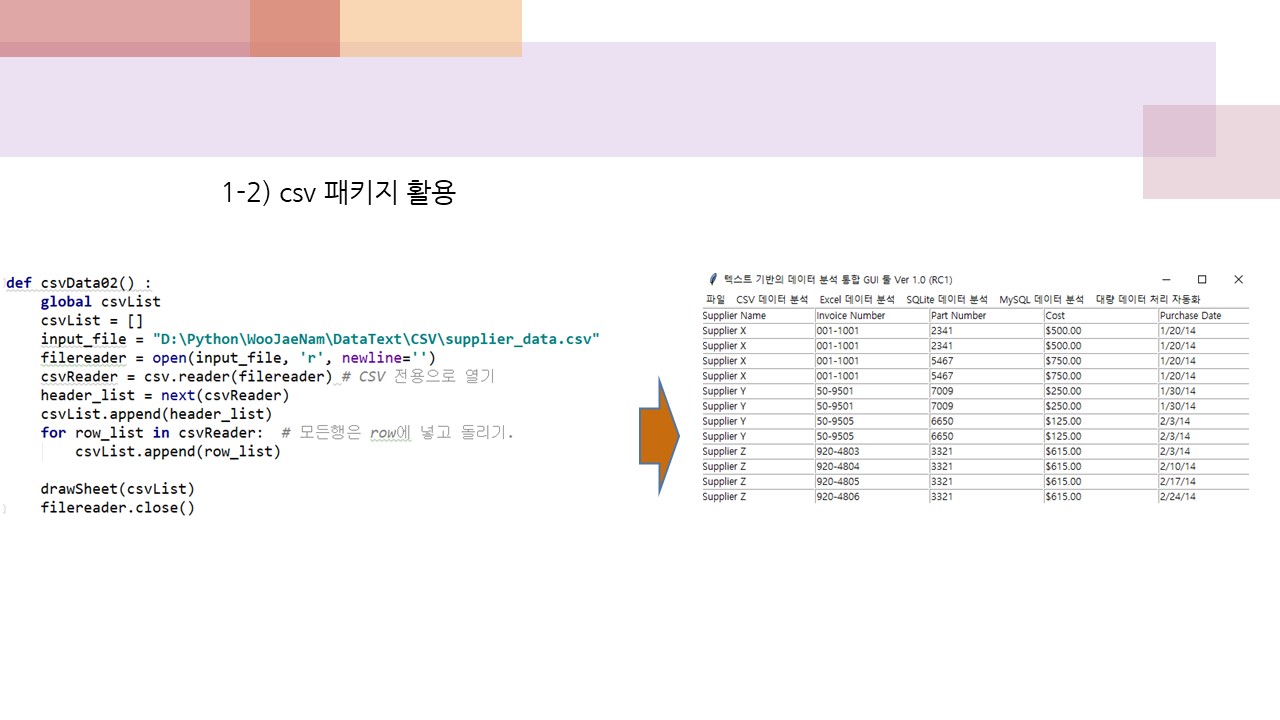 1-2) csv 패키지 활용
def csvData02() :
    global csvList
    csvList = []
    input_file = "D:\Python\WooJaeNam\DataText\CSV\supplier_data.csv"
    filereader = open(input_file, 'r', newline='')
    csvReader = csv.reader(filereader) # CSV 전용으로 열기
    header_list = next(csvReader)
    csvList.append(header_list)
    for row_list in csvReader:  # 모든행은 row에 넣고 돌리기.
        csvList.append(row_list)

    drawSheet(csvList)
    filereader.close()
텍스트 기반의 데이터 분석 통합 GUI 툴 Ver 1.0 (RC1)
파일 CSV 데이터 분석 Excel 데이터 분석 SQLite 데이터 분석 MySQL 데이터 분석 대량 데이터 처리 자동화
Supplier Name Invoice Number Part Number Cost Purchase Date
Supplier X 001-1001 2341 $500.00 1/20/14
Supplier X 001-1001 2341 $500.00 1/20/14
Supplier X 001-1001 5467 $750.00 1/20/14
Supplier X 001-1001 5467 $750.00 1/20/14
Supplier Y 50-9501 7009 $250.00 1/30/14
Supplier Y 50-9501 7009 $250.00 1/30/14
Supplier Y 50-9505 6650 $125.00 2/3/14
Supplier Y 50-9505 6650 $125.00 2/3/14
Supplier Z 920-4803 3321 $615.00 2/3/14
Supplier Z 920-4804 3321 $615.00 2/10/14
Supplier Z 920-4805 3321 $615.00 2/17/14
Supplier Z 920-4806 3321 $615.00 2/24/14